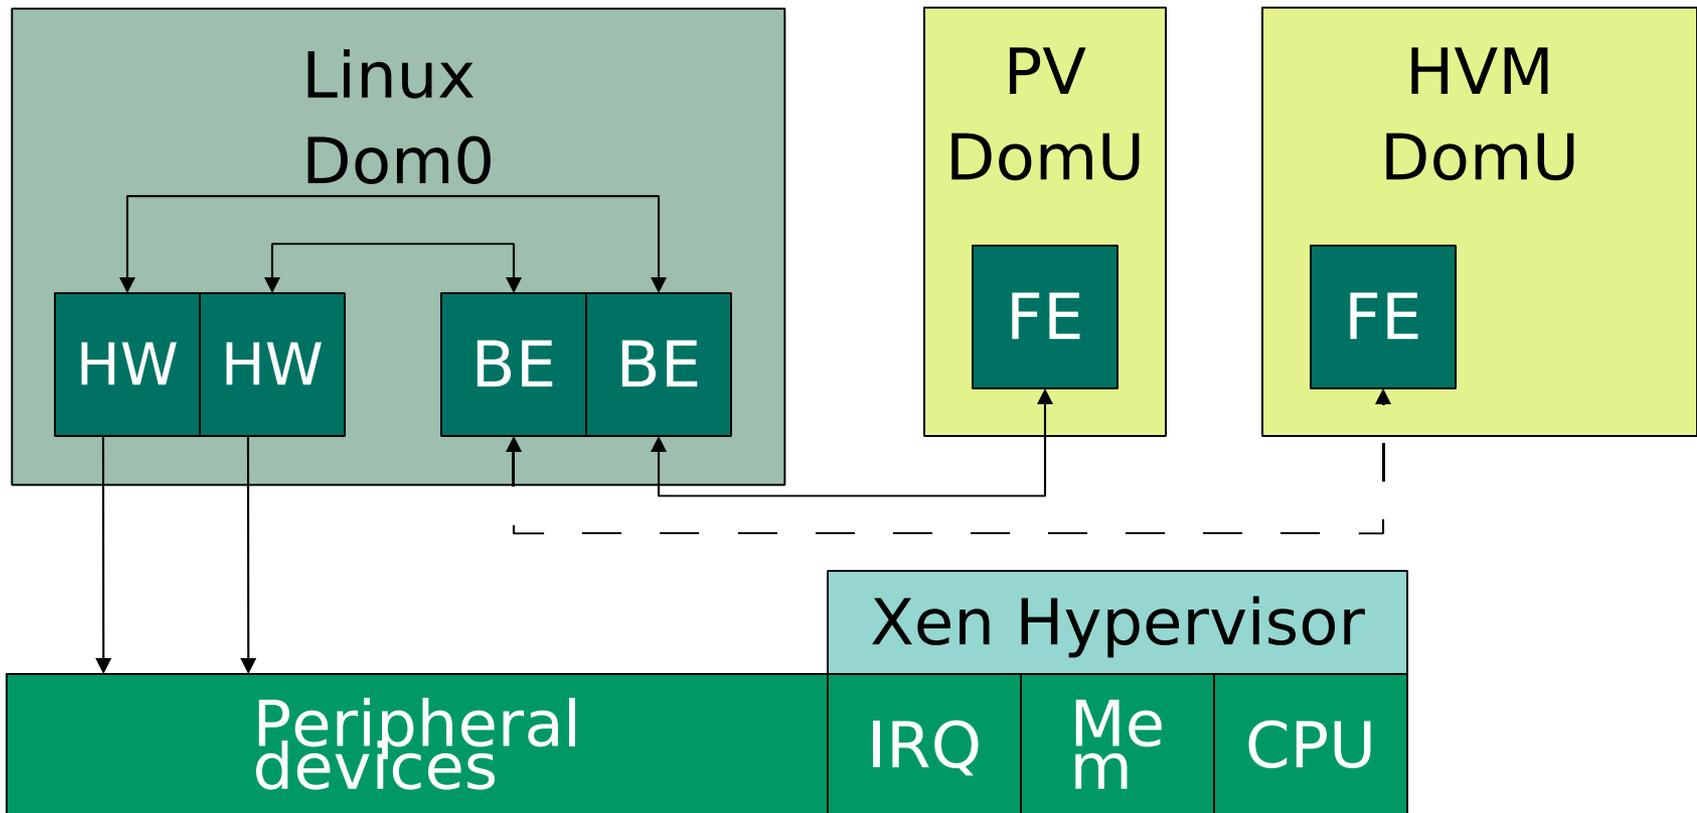 Linux
Dom0
PV
DomU
HVM
DomU
HW
HW
BE
BE
FE
FE
Xen Hypervisor
Peripheral
devices
IRQ
Me
m
CPU